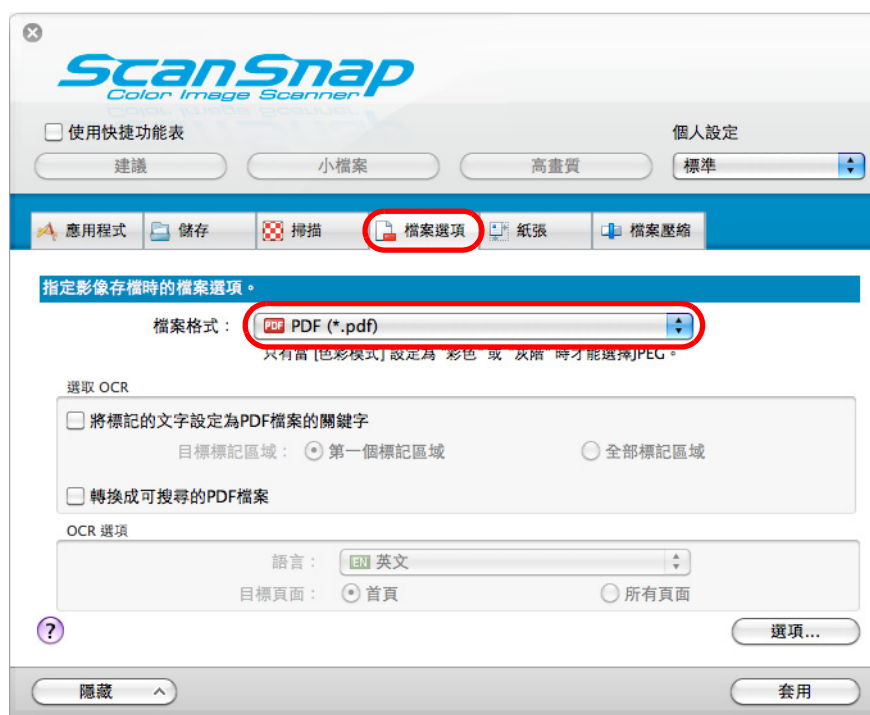 ScanSnap
Color Image Scanner
使用快捷功能表
個人設定
建議 小檔案 高畫質 標準
應用程式 儲存 掃描 檔案選項 紙張 檔案壓縮
指定影像存檔時的檔案選項。
檔案格式： PDF PDF (*.pdf)
只有當 [色彩模式] 設定為 "彩色" 或 "灰階" 時才能選擇JPEG。
選取 OCR
將標記的文字設定為PDF檔案的關鍵字
目標標記區域： 第一個標記區域 全部標記區域
轉換成可搜尋的PDF檔案
OCR 選項
語言： EN 英文
目標頁面： 首頁 所有頁面
? 選項...
隱藏 套用